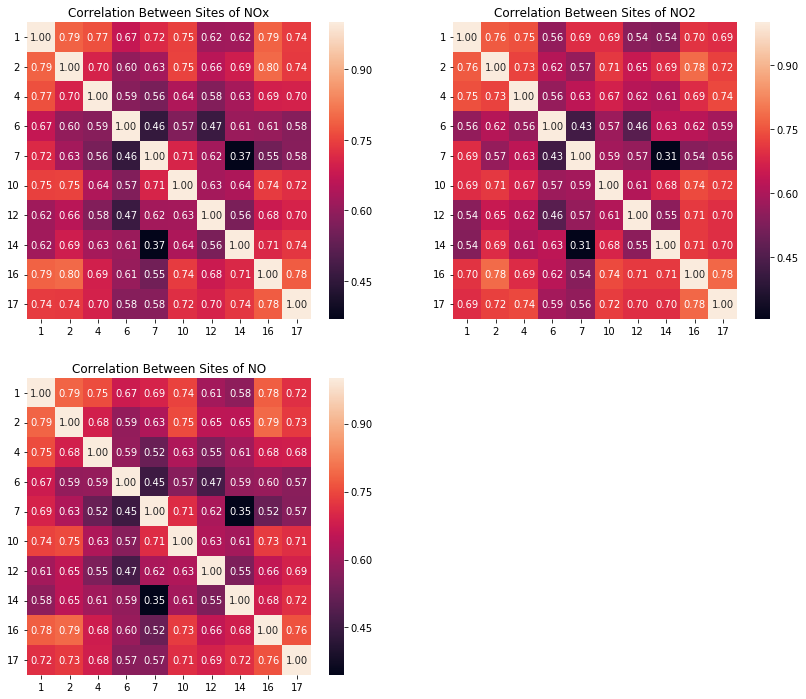 Correlation Between Sites of NOx
1 1.00 0.79 0.77 0.67 0.72 0.75 0.62 0.62 0.79 0.74
2 0.79 1.00 0.70 0.60 0.63 0.75 0.66 0.69 0.80 0.74
4 0.77 0.70 1.00 0.59 0.56 0.64 0.58 0.63 0.69 0.70
6 0.67 0.60 0.59 1.00 0.46 0.57 0.47 0.61 0.61 0.58
7 0.72 0.63 0.56 0.46 1.00 0.71 0.62 0.37 0.55 0.58
10 0.75 0.75 0.64 0.57 0.71 1.00 0.63 0.64 0.74 0.72
12 0.62 0.66 0.58 0.47 0.62 0.63 1.00 0.56 0.68 0.70
14 0.62 0.69 0.63 0.61 0.37 0.64 0.56 1.00 0.71 0.74
16 0.79 0.80 0.69 0.61 0.55 0.74 0.68 0.71 1.00 0.78
17 0.74 0.74 0.70 0.58 0.58 0.72 0.70 0.74 0.78 1.00
1 2 4 6 7 10 12 14 16 17
0.90
0.75
0.60
0.45
Correlation Between Sites of NO2
1 1.00 0.76 0.75 0.56 0.69 0.69 0.54 0.54 0.70 0.69
2 0.76 1.00 0.73 0.62 0.57 0.71 0.65 0.69 0.78 0.72
4 0.75 0.73 1.00 0.56 0.63 0.67 0.62 0.61 0.69 0.74
6 0.56 0.62 0.56 1.00 0.43 0.57 0.46 0.63 0.62 0.59
7 0.69 0.57 0.63 0.43 1.00 0.59 0.57 0.31 0.54 0.56
10 0.69 0.71 0.67 0.57 0.59 1.00 0.61 0.68 0.74 0.72
12 0.54 0.65 0.62 0.46 0.57 0.61 1.00 0.55 0.71 0.70
14 0.54 0.69 0.61 0.63 0.31 0.68 0.55 1.00 0.71 0.70
16 0.70 0.78 0.69 0.62 0.54 0.74 0.71 0.71 1.00 0.78
17 0.69 0.72 0.74 0.59 0.56 0.72 0.70 0.70 0.78 1.00
1 2 4 6 7 10 12 14 16 17
0.90
0.75
0.60
0.45
Correlation Between Sites of NO
1 1.00 0.79 0.75 0.67 0.69 0.74 0.61 0.58 0.78 0.72
2 0.79 1.00 0.68 0.59 0.63 0.75 0.65 0.65 0.79 0.73
4 0.75 0.68 1.00 0.59 0.52 0.63 0.55 0.61 0.68 0.68
6 0.67 0.59 0.59 1.00 0.45 0.57 0.47 0.59 0.60 0.57
7 0.69 0.63 0.52 0.45 1.00 0.71 0.62 0.35 0.52 0.57
10 0.74 0.75 0.63 0.57 0.71 1.00 0.63 0.61 0.73 0.71
12 0.61 0.65 0.55 0.47 0.62 0.63 1.00 0.55 0.66 0.69
14 0.58 0.65 0.61 0.59 0.35 0.61 0.55 1.00 0.68 0.72
16 0.78 0.79 0.68 0.60 0.52 0.73 0.66 0.68 1.00 0.76
17 0.72 0.73 0.68 0.57 0.57 0.71 0.69 0.72 0.76 1.00
1 2 4 6 7 10 12 14 16 17
0.90
0.75
0.60
0.45